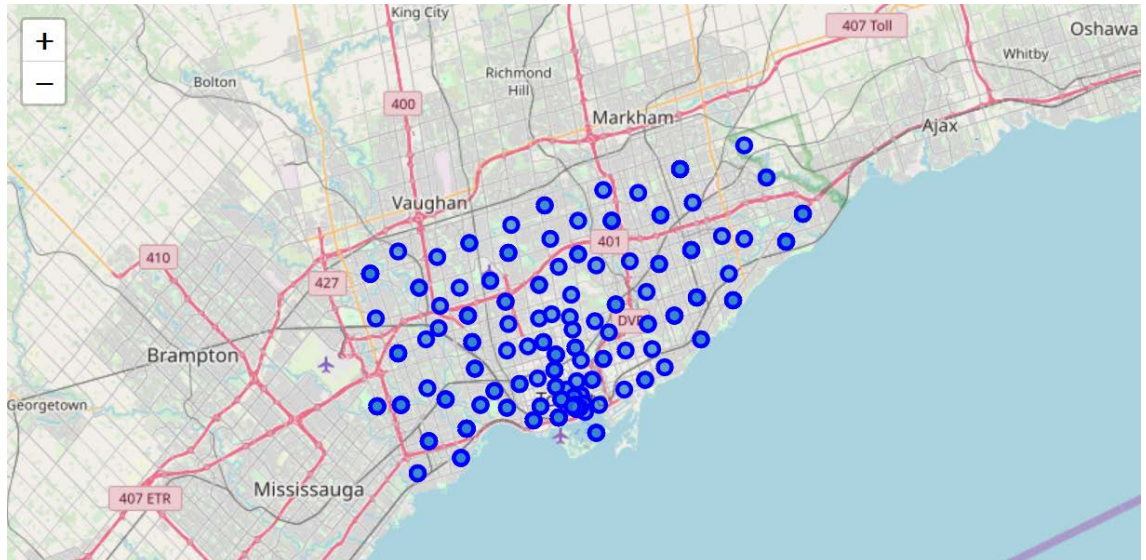 +
−
King City
407 Toll
Oshawa
Whitby
Bolton
Richmond
Hill
400
Markham
Ajax
Vaughan
401
410
427
DVP
Brampton
Georgetown
407 ETR
Mississauga